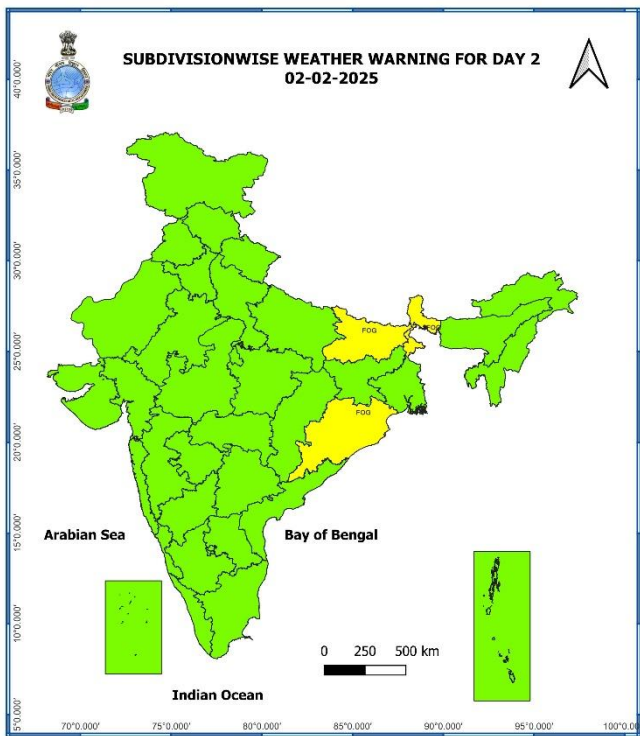 SUBDIVISIONWISE WEATHER WARNING FOR DAY 2
02-02-2025
40°0.000'
35°0.000'
30°0.000'
25°0.000'
20°0.000'
15°0.000'
10°0.000'
5°0.000'
FOG
FOG
FOG
Arabian Sea
Bay of Bengal
0 250 500 km
Indian Ocean
70°0.000' 75°0.000' 80°0.000' 85°0.000' 90°0.000' 95°0.000' 100°0.000'